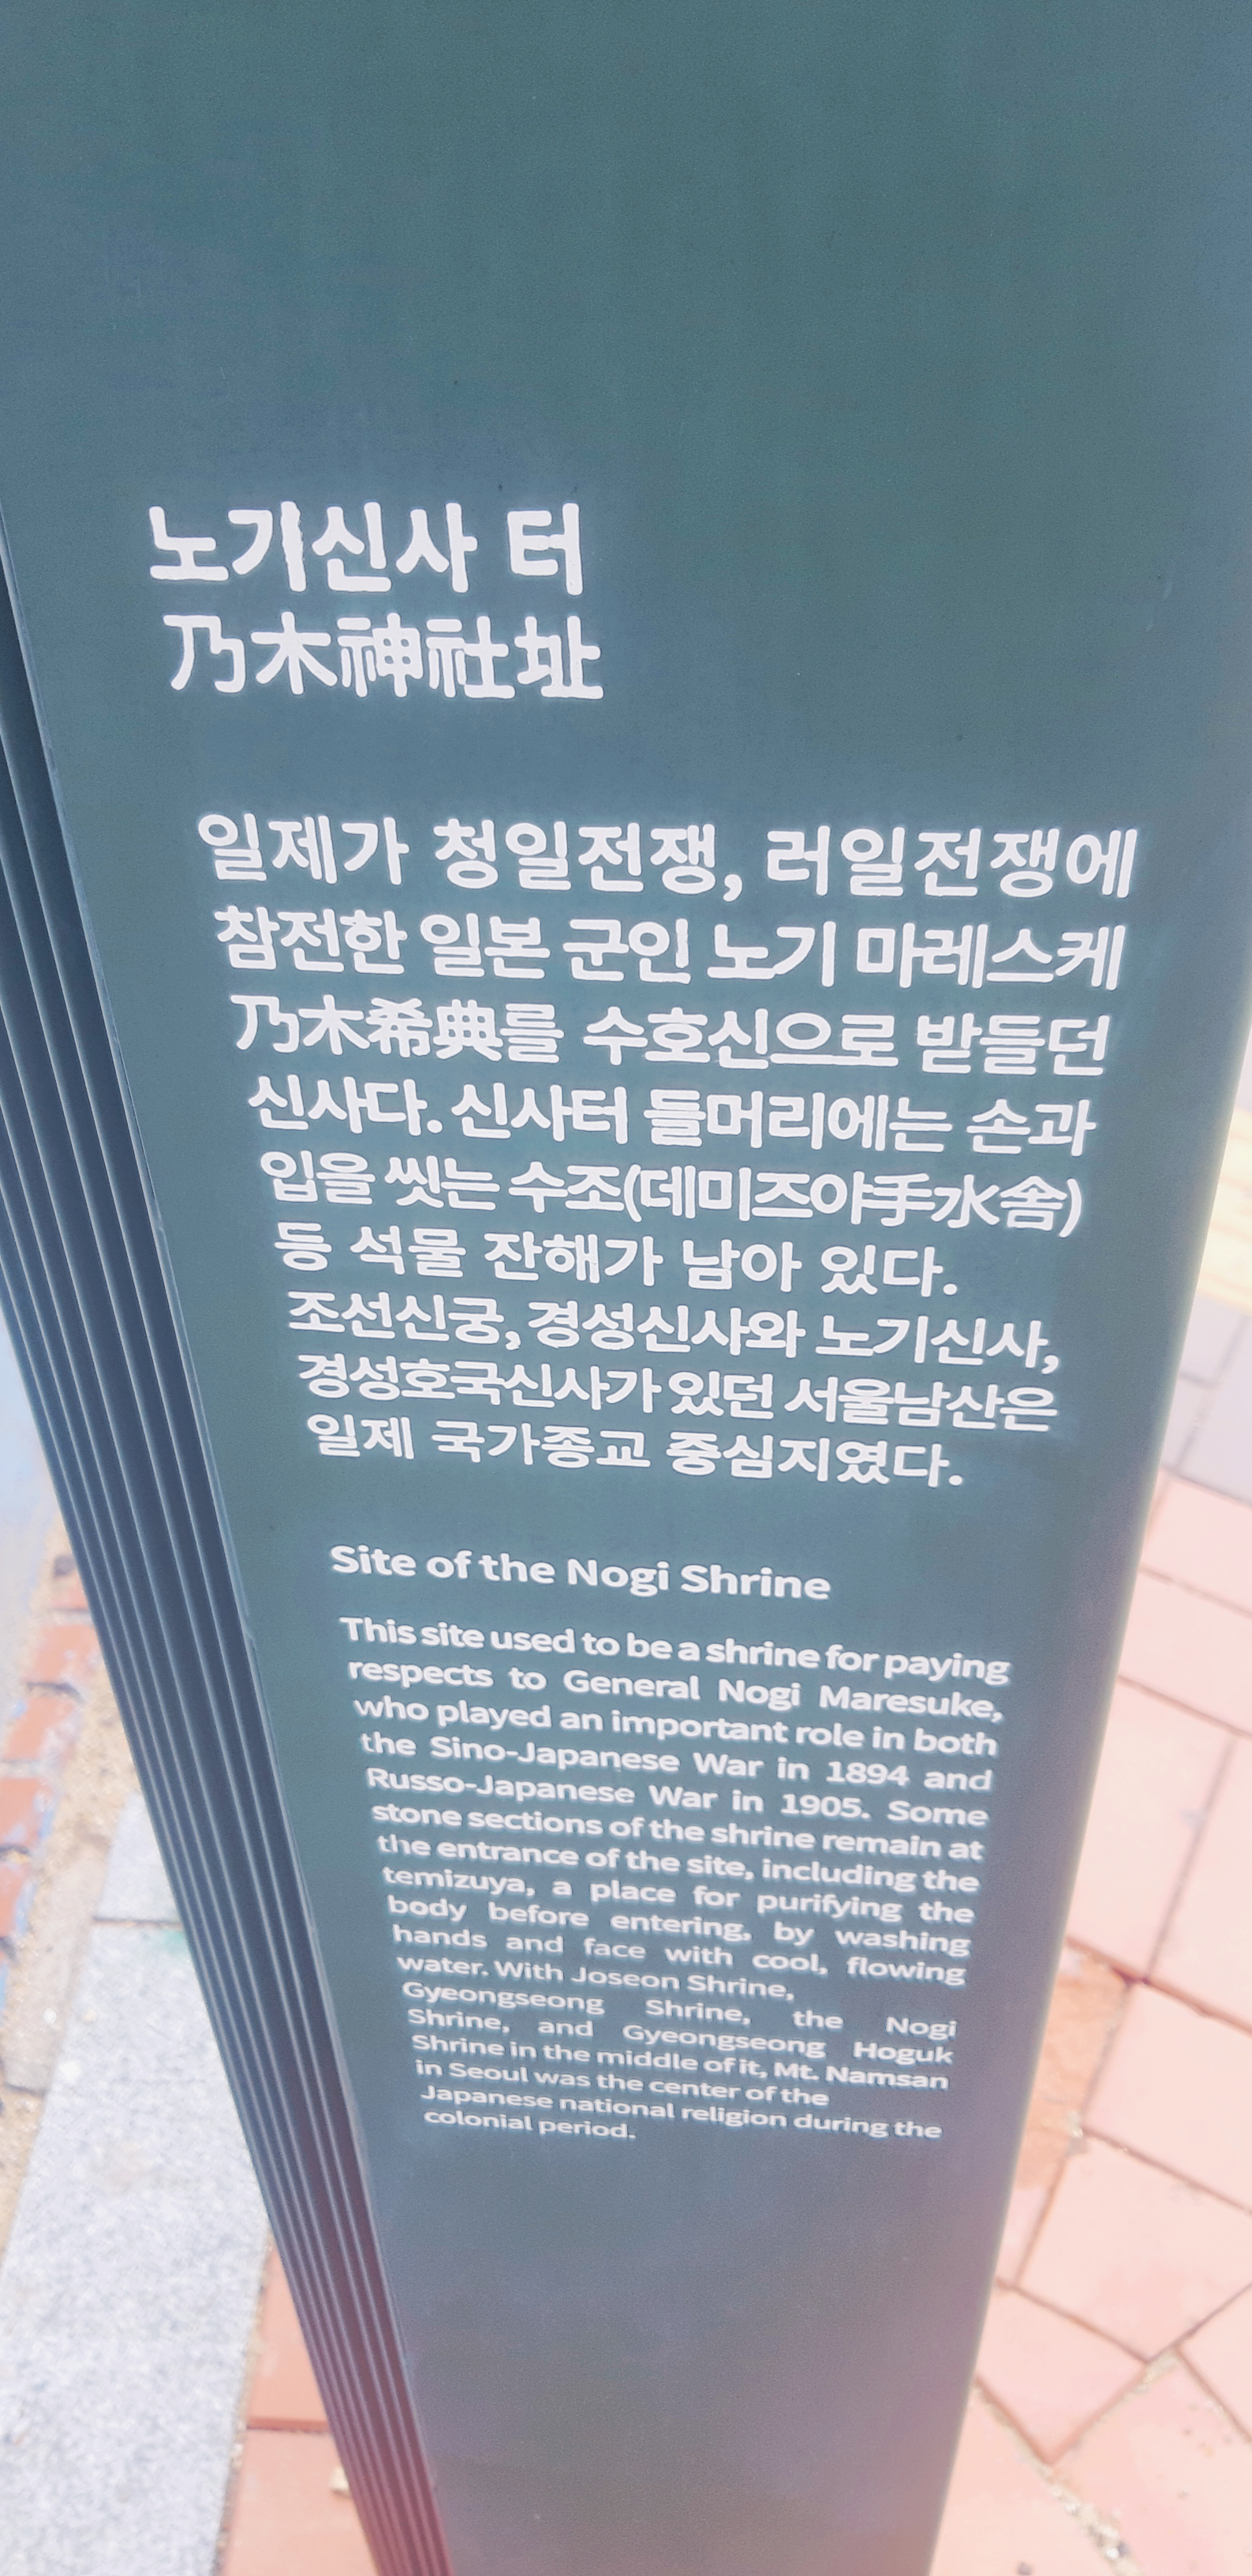 노기신사 터
乃木神社址
일제가 청일전쟁, 러일전쟁에
참전한 일본 군인 노기 마레스케
乃木希典를 수호신으로 받들던
신사다. 신사터 들머리에는 손과
입을 씻는 수조(데미즈야手水舍)
등 석물 잔해가 남아 있다.
조선신궁, 경성신사와 노기신사,
경성호국신사가 있던 서울남산은
일제 국가종교 중심지였다.
Site of the Nogi Shrine
This site used to be a shrine for paying
respects to General Nogi Maresuke,
who played an important role in both
the Sino-Japanese War in 1894 and
Russo-Japanese War in 1905. Some
stone sections of the shrine remain at
the entrance of the site, including the
temizuya, a place for purifying the
body before entering, by washing
hands and face with cool, flowing
water. With Joseon Shrine,
Gyeongseong Shrine, the Nogi
Shrine, and Gyeongseong Hoguk
Shrine in the middle of it, Mt. Namsan
in Seoul was the center of the
Japanese national religion during the
colonial period.